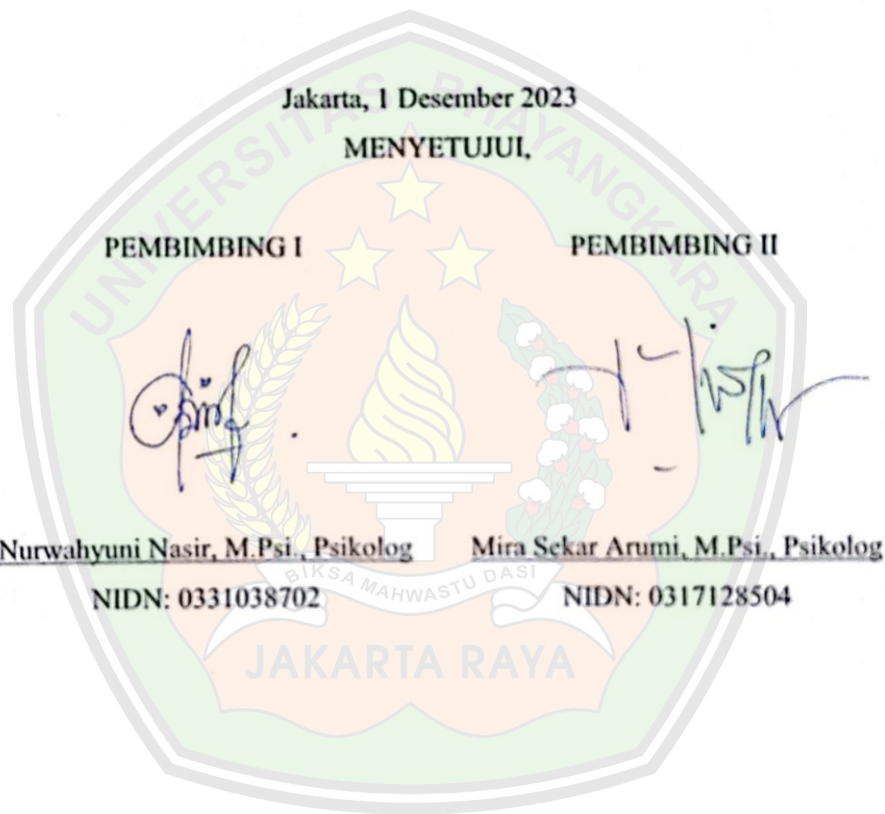 Jakarta, 1 Desember 2023
MENYETUJUI,
PEMBIMBING I
PEMBIMBING II
Nurwahyuni Nasir, M.Psi., Psikolog
NIDN: 0331038702
Mira Sekar Arumi, M.Psi., Psikolog
NIDN: 0317128504
UNIVERSITAS BHAYANGKARA
BIKSA MAHWASTU DASI
JAKARTA RAYA